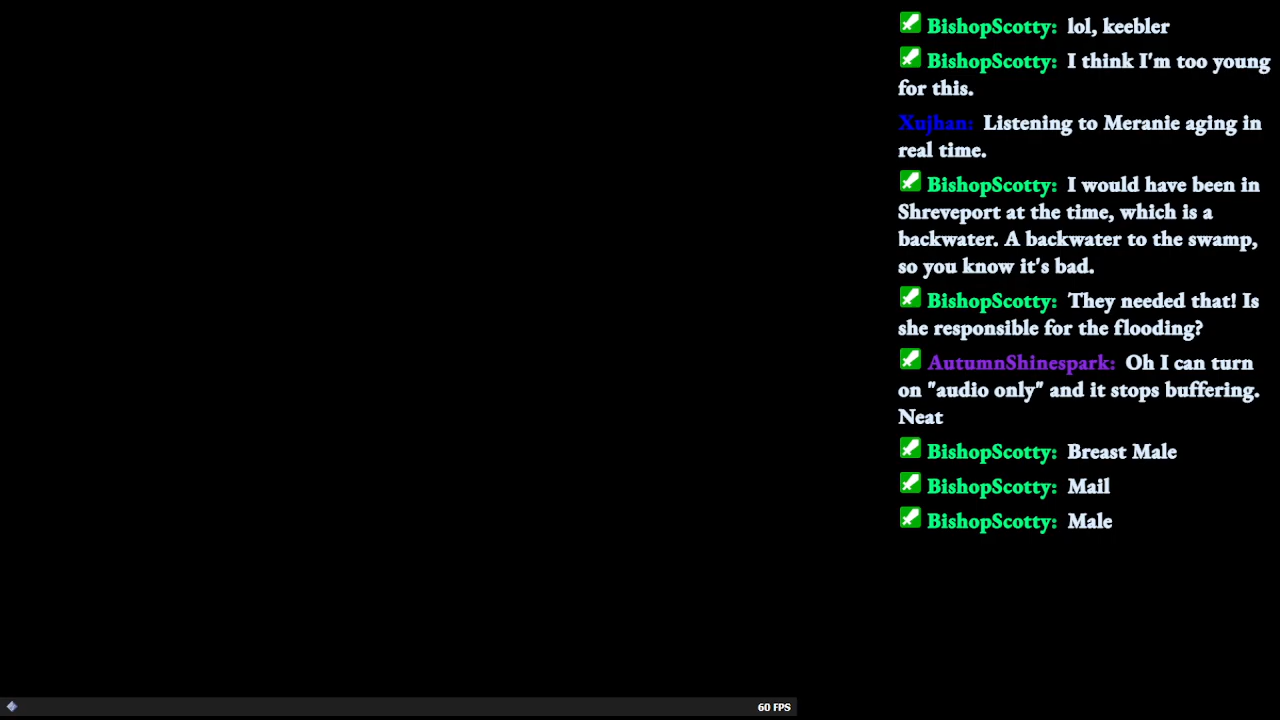 BishopScotty: lol, keebler
BishopScotty: I think I'm too young
for this.
Xujhan: Listening to Meranie aging in
real time.
BishopScotty: I would have been in
Shreveport at the time, which is a
backwater. A backwater to the swamp,
so you know it's bad.
BishopScotty: They needed that! Is
she responsible for the flooding?
AutumnShinespark: Oh I can turn
on "audio only" and it stops buffering.
Neat
BishopScotty: Breast Male
BishopScotty: Mail
BishopScotty: Male
60 FPS